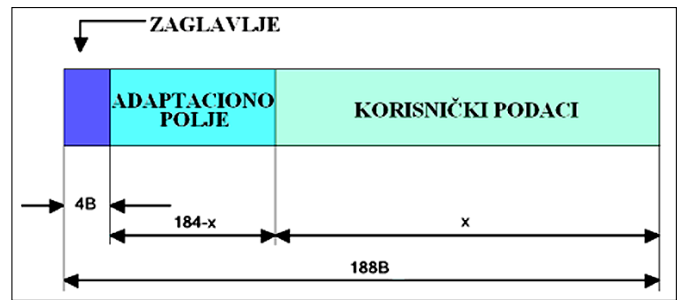 ZAGLAVLJE
ADAPTACIONO
POLJE
KORISNIČKI PODACI
4B
184-x
x
188B